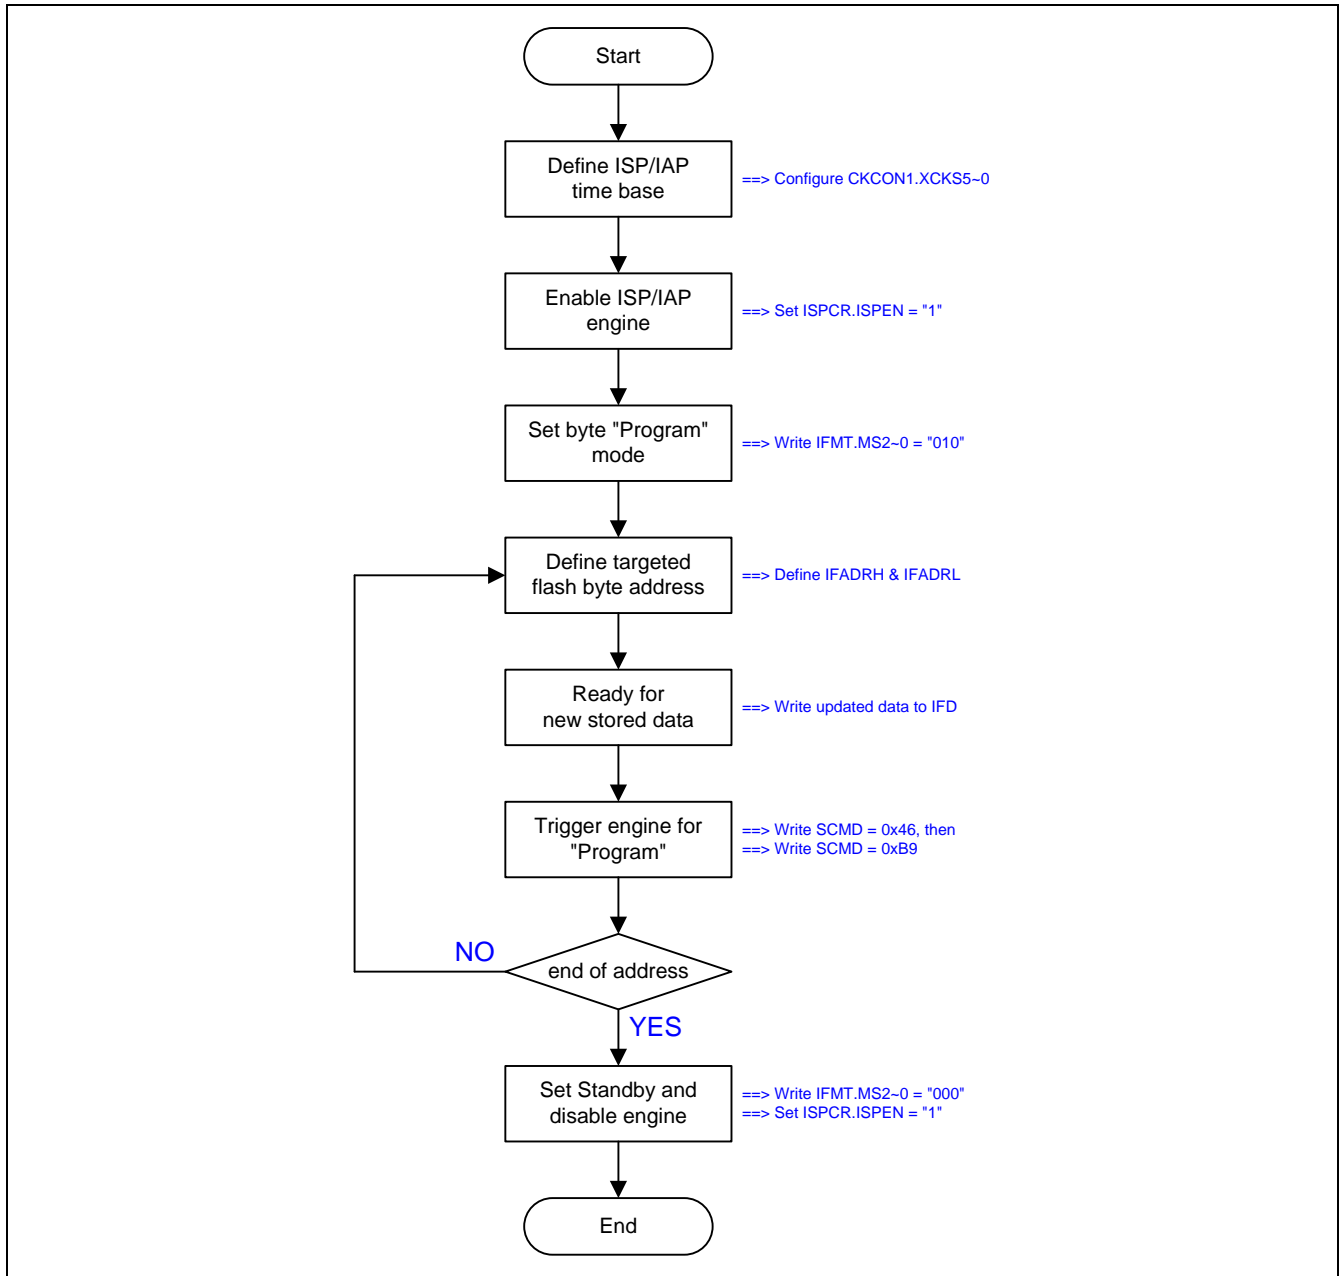 Start
Define ISP/IAP
time base
==> Configure CKCON1.XCKS5~0
Enable ISP/IAP
engine
==> Set ISPCR.ISPEN = "1"
Set byte "Program"
mode
==> Write IFMT.MS2~0 = "010"
Define targeted
flash byte address
==> Define IFADRH & IFADRL
Ready for
new stored data
==> Write updated data to IFD
Trigger engine for
"Program"
==> Write SCMD = 0x46, then
==> Write SCMD = 0xB9
NO
end of address
YES
Set Standby and
disable engine
==> Write IFMT.MS2~0 = "000"
==> Set ISPCR.ISPEN = "1"
End